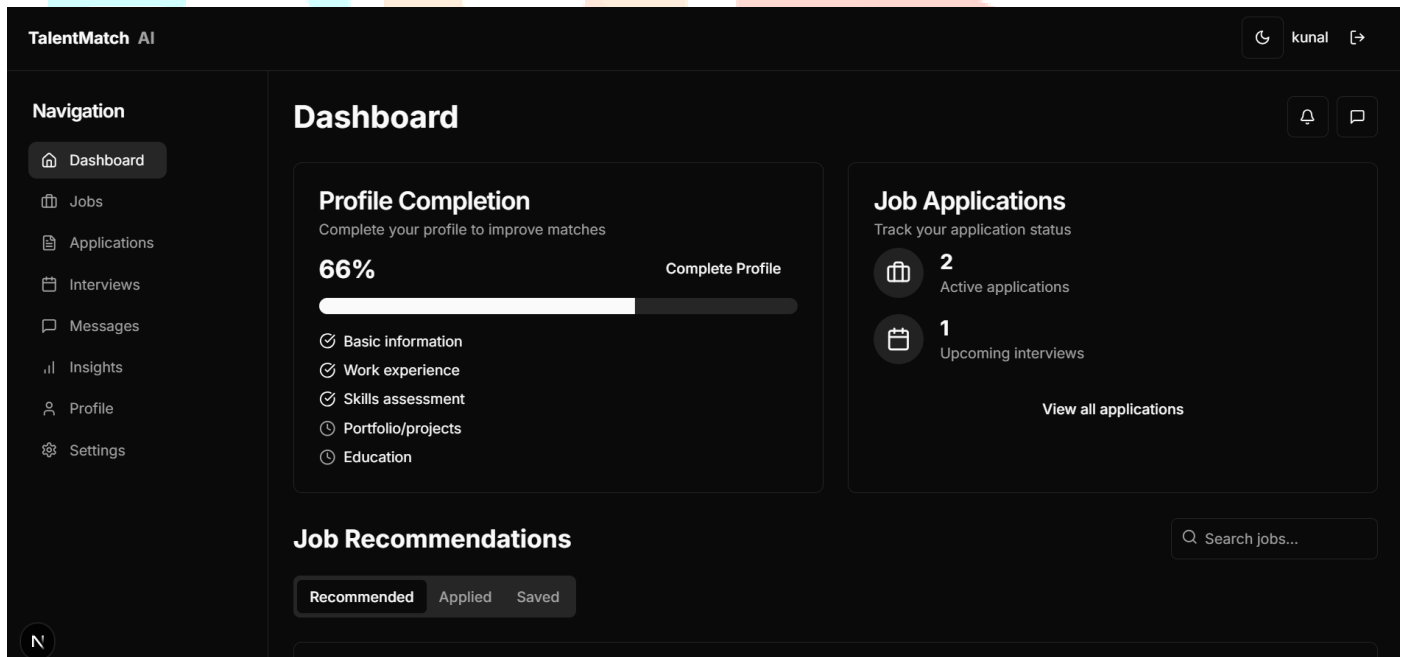 TalentMatch AI
kunal
Navigation
Dashboard
Jobs
Applications
Interviews
Messages
Insights
Profile
Settings
Dashboard
Profile Completion
Complete your profile to improve matches
66% Complete Profile
Basic information
Work experience
Skills assessment
Portfolio/projects
Education
Job Applications
Track your application status
2
Active applications
1
Upcoming interviews
View all applications
Job Recommendations
Search jobs...
Recommended Applied Saved
N